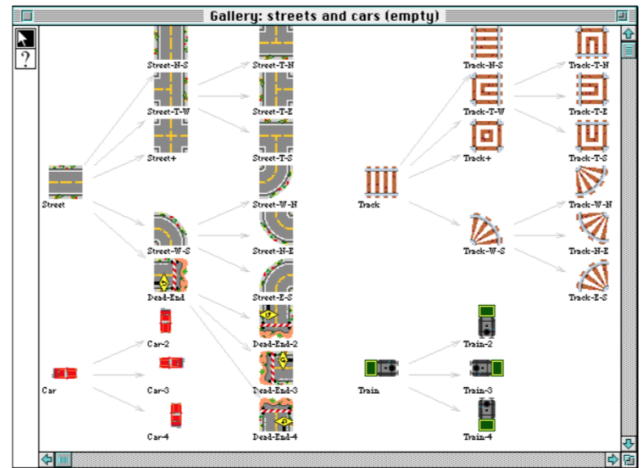 Gallery: streets and cars (empty)
?
Street-N-S
Street-T-N
Track-N-S
Track-T-N
Street-T-W
Street-T-E
Track-T-W
Track-T-E
Street+
Street-T-S
Track+
Track-T-S
Street
Street-W-N
Track
Track-W-N
Street-W-S
Street-N-E
Track-W-S
Track-N-E
Dead-End
Street-E-S
Track-E-S
Car-2
Dead-End-2
Train-2
Car
Car-3
Dead-End-3
Train
Train-3
Car-4
Dead-End-4
Train-4